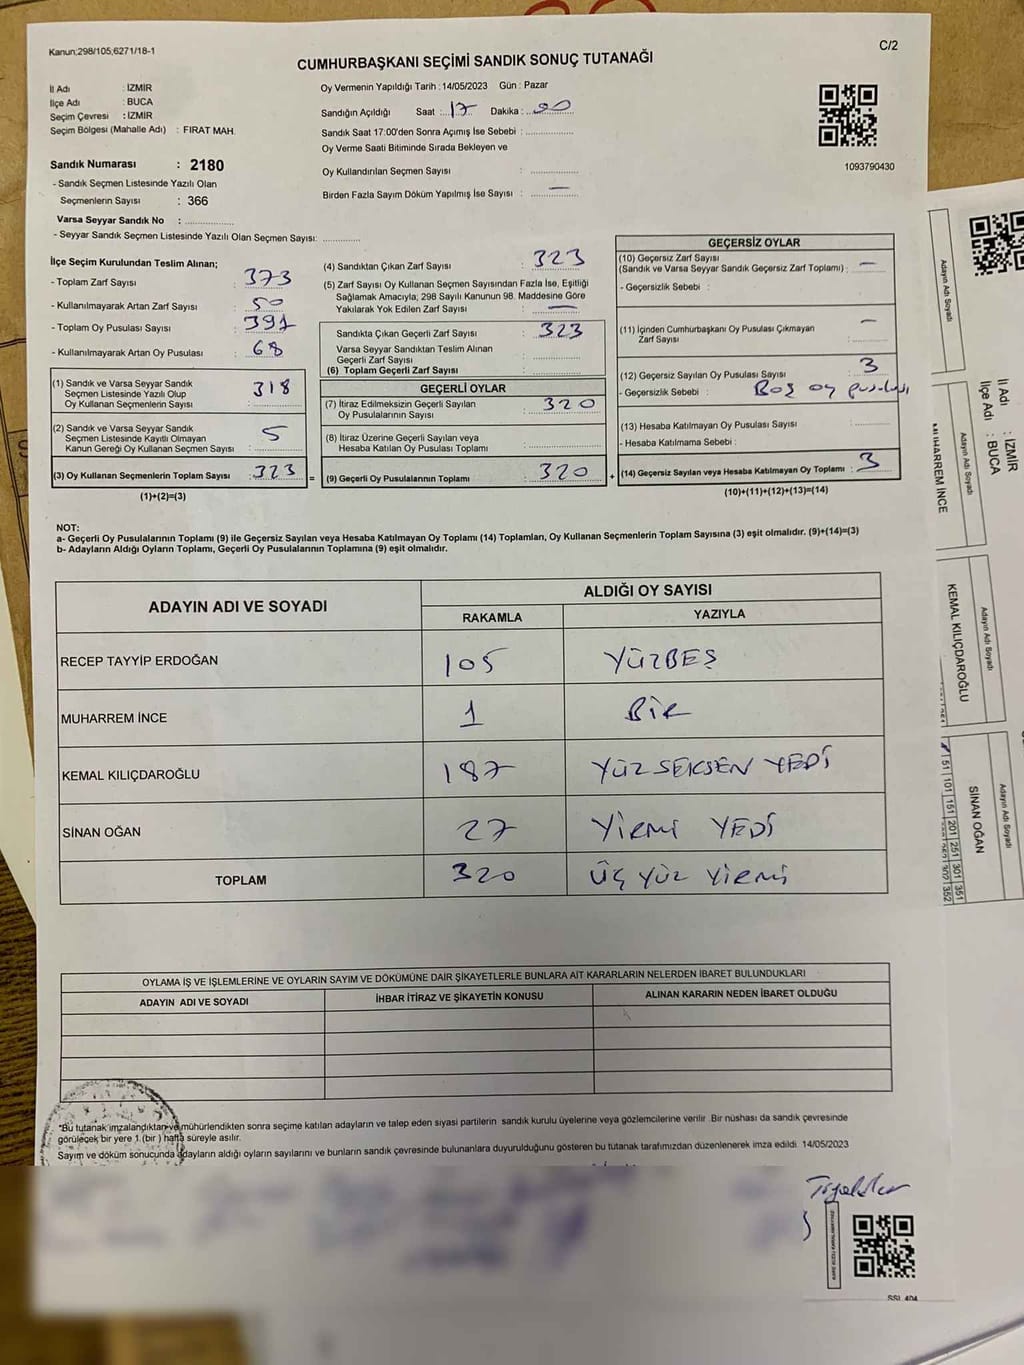 Kanun;298/105;6271/18-1
C/2
CUMHURBAŞKANI SEÇİMİ SANDIK SONUÇ TUTANAĞI
İl Adı : İZMİR
İlçe Adı : BUCA
Seçim Çevresi : İZMİR
Seçim Bölgesi (Mahalle Adı) : FIRAT MAH.
Sandık Numarası : 2180
- Sandık Seçmen Listesinde Yazılı Olan
Seçmenlerin Sayısı : 366
Varsa Seyyar Sandık No :
- Seyyar Sandık Seçmen Listesinde Yazılı Olan Seçmen Sayısı:
Oy Vermenin Yapıldığı Tarih : 14/05/2023 Gün : Pazar
Sandığın Açıldığı Saat : 17 Dakika : 00
Sandık Saat 17:00'den Sonra Açımış İse Sebebi :
Oy Verme Saati Bitiminde Sırada Bekleyen ve
Oy Kullandırılan Seçmen Sayısı :
Birden Fazla Sayım Döküm Yapılmış İse Sayısı : —
1093790430
İlçe Seçim Kurulundan Teslim Alınan;
- Toplam Zarf Sayısı : 373
- Kullanılmayarak Artan Zarf Sayısı : 50
- Toplam Oy Pusulası Sayısı : 391
- Kullanılmayarak Artan Oy Pusulası : 68
(1) Sandık ve Varsa Seyyar Sandık
Seçmen Listesinde Yazılı Olup
Oy Kullanan Seçmenlerin Sayısı : 318
(2) Sandık ve Varsa Seyyar Sandık
Seçmen Listesinde Kayıtlı Olmayan
Kanun Gereği Oy Kullanan Seçmen Sayısı : 5
(3) Oy Kullanan Seçmenlerin Toplam Sayısı : 323
(1)+(2)=(3)
(4) Sandıktan Çıkan Zarf Sayısı : 323
(5) Zarf Sayısı Oy Kullanan Seçmen Sayısından Fazla İse, Eşitliği
Sağlamak Amacıyla; 298 Sayılı Kanunun 98. Maddesine Göre
Yakılarak Yok Edilen Zarf Sayısı : —
Sandıkta Çıkan Geçerli Zarf Sayısı : 323
Varsa Seyyar Sandıktan Teslim Alınan
Geçerli Zarf Sayısı :
(6) Toplam Geçerli Zarf Sayısı :
GEÇERLİ OYLAR
(7) İtiraz Edilmeksizin Geçerli Sayılan
Oy Pusulalarının Sayısı : 320
(8) İtiraz Üzerine Geçerli Sayılan veya
Hesaba Katılan Oy Pusulası Toplamı :
= (9) Geçerli Oy Pusulalarının Toplamı : 320
GEÇERSİZ OYLAR
(10) Geçersiz Zarf Sayısı
(Sandık ve Varsa Seyyar Sandık Geçersiz Zarf Toplamı) : —
- Geçersizlik Sebebi :
(11) İçinden Cumhurbaşkanı Oy Pusulası Çıkmayan
Zarf Sayısı : —
(12) Geçersiz Sayılan Oy Pusulası Sayısı : 3
- Geçersizlik Sebebi : Boş oy pusulası
(13) Hesaba Katılmayan Oy Pusulası Sayısı :
- Hesaba Katılmama Sebebi :
+ (14) Geçersiz Sayılan veya Hesaba Katılmayan Oy Toplamı : 3
(10)+(11)+(12)+(13)=(14)
NOT:
a- Geçerli Oy Pusulalarının Toplamı (9) ile Geçersiz Sayılan veya Hesaba Katılmayan Oy Toplamı (14) Toplamları, Oy Kullanan Seçmenlerin Toplam Sayısına (3) eşit olmalıdır. (9)+(14)=(3)
b- Adayların Aldığı Oyların Toplamı, Geçerli Oy Pusulalarının Toplamına (9) eşit olmalıdır.
ADAYIN ADI VE SOYADI
ALDIĞI OY SAYISI
RAKAMLA YAZIYLA
RECEP TAYYİP ERDOĞAN 105 YÜZBEŞ
MUHARREM İNCE 1 BİR
KEMAL KILIÇDAROĞLU 187 YÜZ SEKSEN YEDİ
SİNAN OĞAN 27 YİRMİ YEDİ
TOPLAM 320 ÜÇ YÜZ YİRMİ
OYLAMA İŞ VE İŞLEMLERİNE VE OYLARIN SAYIM VE DÖKÜMÜNE DAİR ŞİKAYETLERLE BUNLARA AİT KARARLARIN NELERDEN İBARET BULUNDUKLARI
ADAYIN ADI VE SOYADI İHBAR İTİRAZ VE ŞİKAYETİN KONUSU ALINAN KARARIN NEDEN İBARET OLDUĞU
*Bu tutanak imzalandıktan ve mühürlendikten sonra seçime katılan adayların ve talep eden siyasi partilerin sandık kurulu üyelerine veya gözlemcilerine verilir. Bir nüshası da sandık çevresinde
görülecek bir yere 1 (bir) hafta süreyle asılır.
Sayım ve döküm sonucunda adayların aldığı oyların sayılarını ve bunların sandık çevresinde bulunanlara duyurulduğunu gösteren bu tutanak tarafımızdan düzenlenerek imza edildi. 14/05/2023
İl Adı : İZMİR
İlçe Adı : BUCA
Adayın Adı Soyadı
Adayın Adı Soyadı
MUHARREM İNCE
Adayın Adı Soyadı
KEMAL KILIÇDAROĞLU
Adayın Adı Soyadı
SİNAN OĞAN
51 101 151 201 251 301 351
302 352